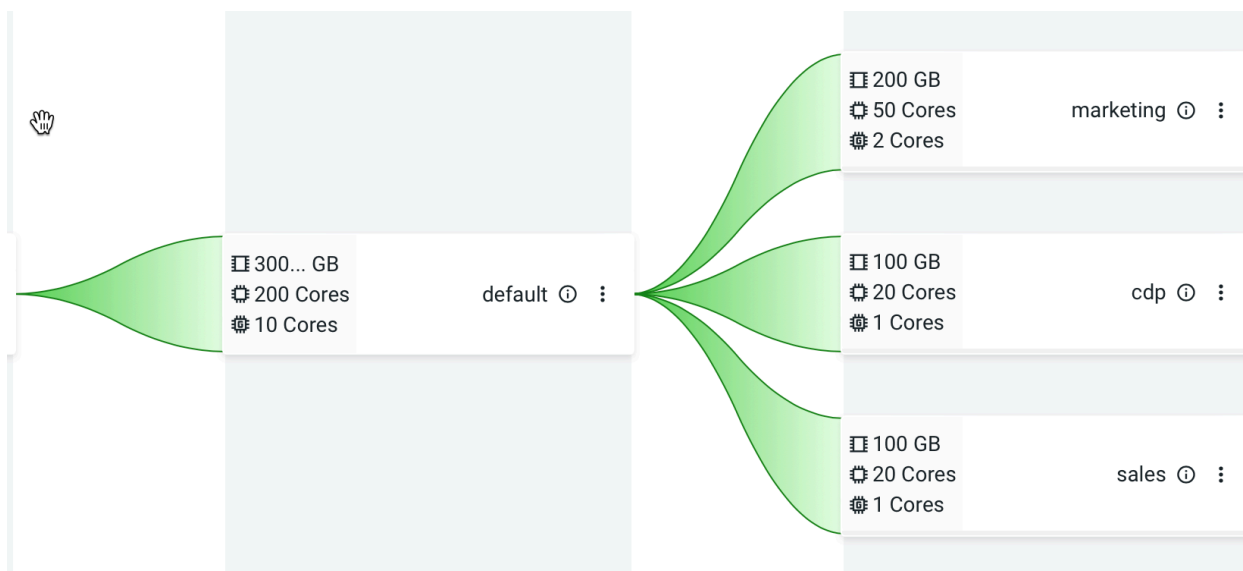 200 GB
50 Cores
2 Cores
marketing
300... GB
200 Cores
10 Cores
default
100 GB
20 Cores
1 Cores
cdp
100 GB
20 Cores
1 Cores
sales